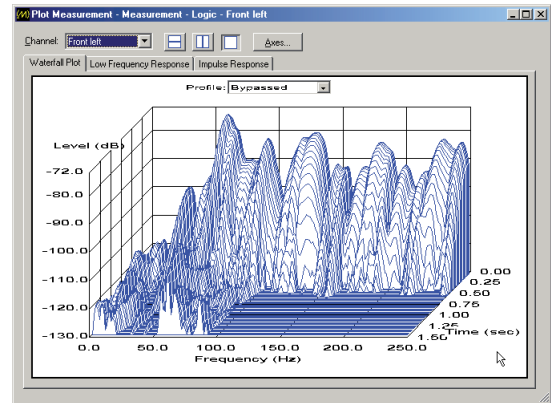 Plot Measurement - Measurement - Logic - Front left
Channel: Front left Axes...
Waterfall Plot Low Frequency Response Impulse Response
Profile: Bypassed
Level (dB)
-72.0
-80.0
-90.0
-100.0
-110.0
-120.0
-130.0
0.0 50.0 100.0 150.0 200.0 250.0
Frequency (Hz)
0.00
0.25
0.50
0.75
1.00
1.25
1.50
Time (sec)